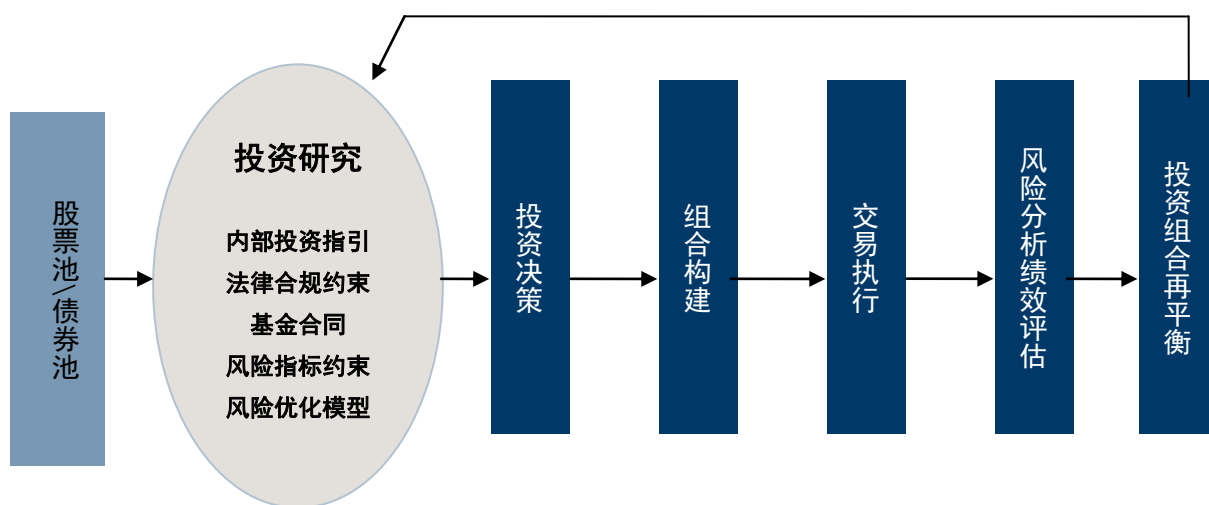 股票池\债券池
投资研究
内部投资指引
法律合规约束
基金合同
风险指标约束
风险优化模型
投资决策
组合构建
交易执行
风险分析绩效评估
投资组合再平衡